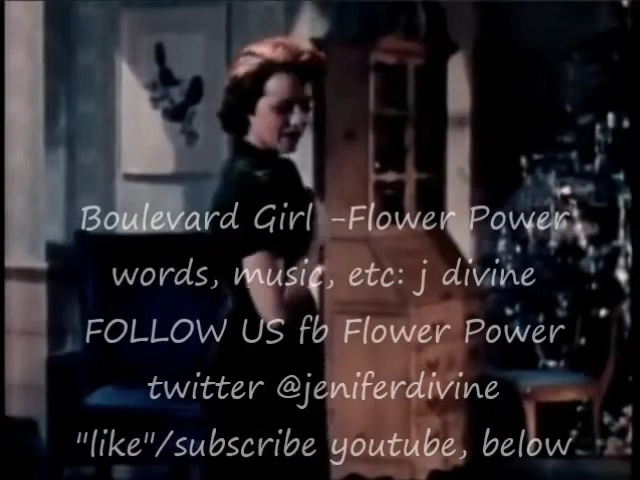 Boulevard Girl -Flower Power
words, music, etc: j divine
FOLLOW US fb Flower Power
twitter @jeniferdivine
"like"/subscribe youtube, below